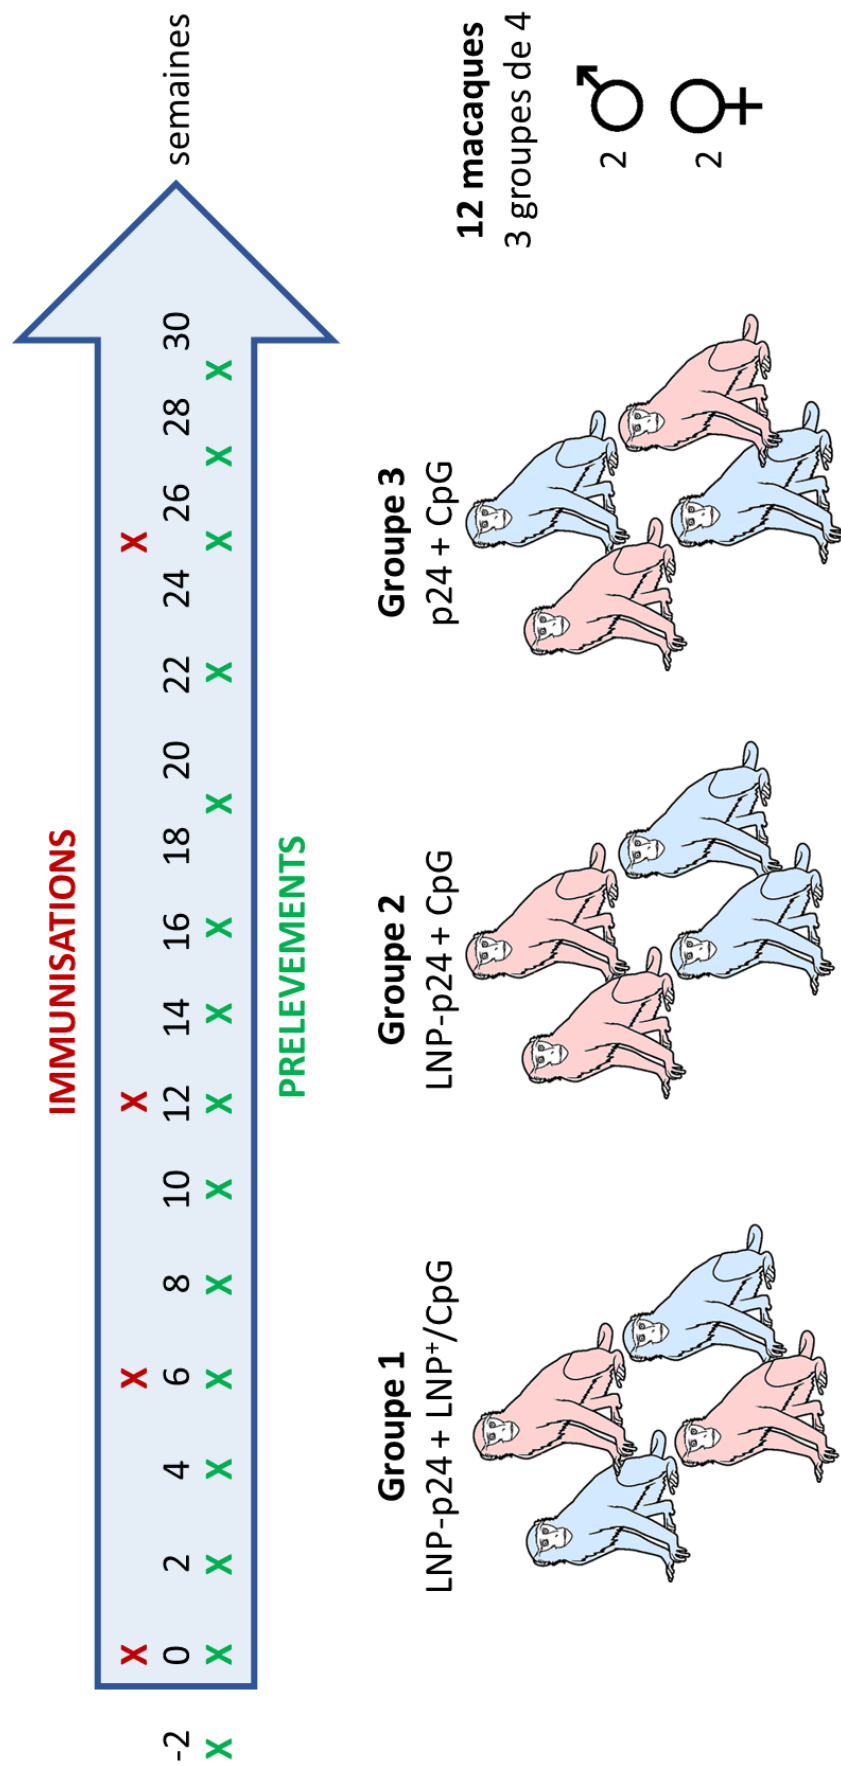 IMMUNISATIONS
X X X X
-2 0 2 4 6 8 10 12 14 16 18 20 22 24 26 28 30 semaines
X X X X X X X X X X X X X X X
PRELEVEMENTS
Groupe 1
LNP-p24 + LNP⁺/CpG
Groupe 2
LNP-p24 + CpG
Groupe 3
p24 + CpG
12 macaques
3 groupes de 4
2 ♂
2 ♀